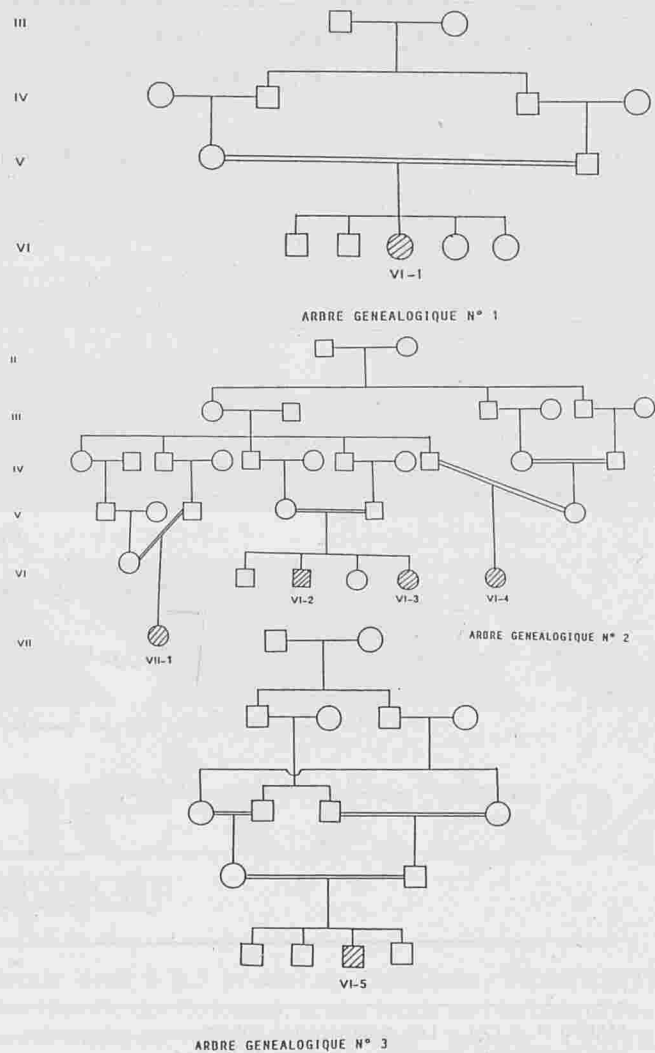 III
IV
V
VI
VI-1
ARBRE GENEALOGIQUE N° 1
II
III
IV
V
VI
VI-2
VI-3
VI-4
VII
VII-1
ARBRE GENEALOGIQUE N° 2
VI-5
ARBRE GENEALOGIQUE N° 3